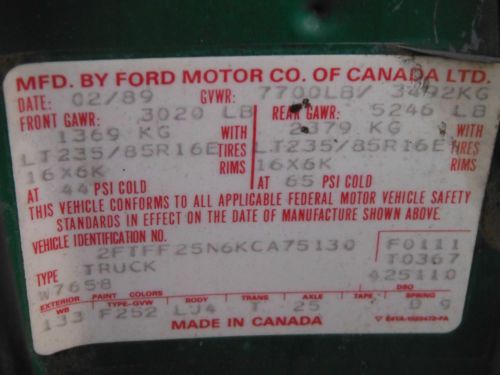 MFD. BY FORD MOTOR CO. OF CANADA LTD.
DATE: 02/89 GVWR: 7700LB/ 3492KG
FRONT GAWR: 3020 LB REAR GAWR: 5246 LB
1369 KG WITH 2379 KG WITH
LT235/85R16E TIRES LT235/85R16E TIRES
16X6K RIMS 16X6K RIMS
AT 44 PSI COLD AT 65 PSI COLD
THIS VEHICLE CONFORMS TO ALL APPLICABLE FEDERAL MOTOR VEHICLE SAFETY
STANDARDS IN EFFECT ON THE DATE OF MANUFACTURE SHOWN ABOVE.
VEHICLE IDENTIFICATION NO.
2FTFF25N6KCA75130 F0111
TYPE TRUCK T0367
W7658 425110
EXTERIOR PAINT COLORS DSO
WB TYPE-GVW BODY TRANS AXLE TAPE SPRING
133 F252 LJ4 T 25 D 9
MADE IN CANADA